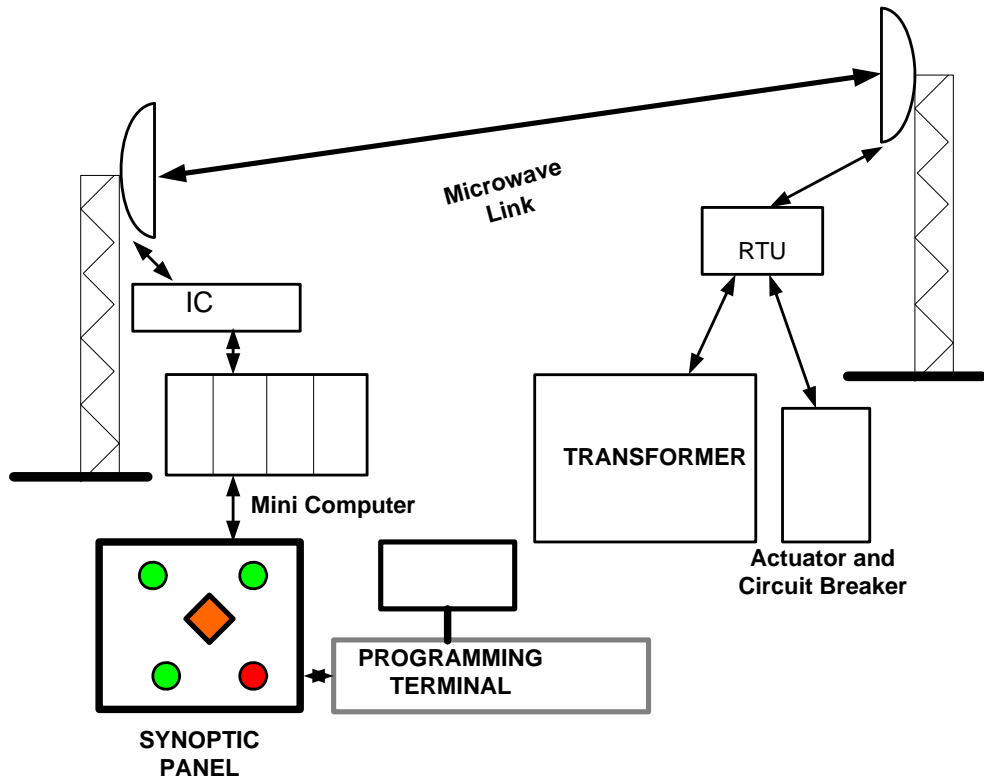 Microwave
Link
RTU
IC
TRANSFORMER
Mini Computer
Actuator and
Circuit Breaker
PROGRAMMING
TERMINAL
SYNOPTIC
PANEL